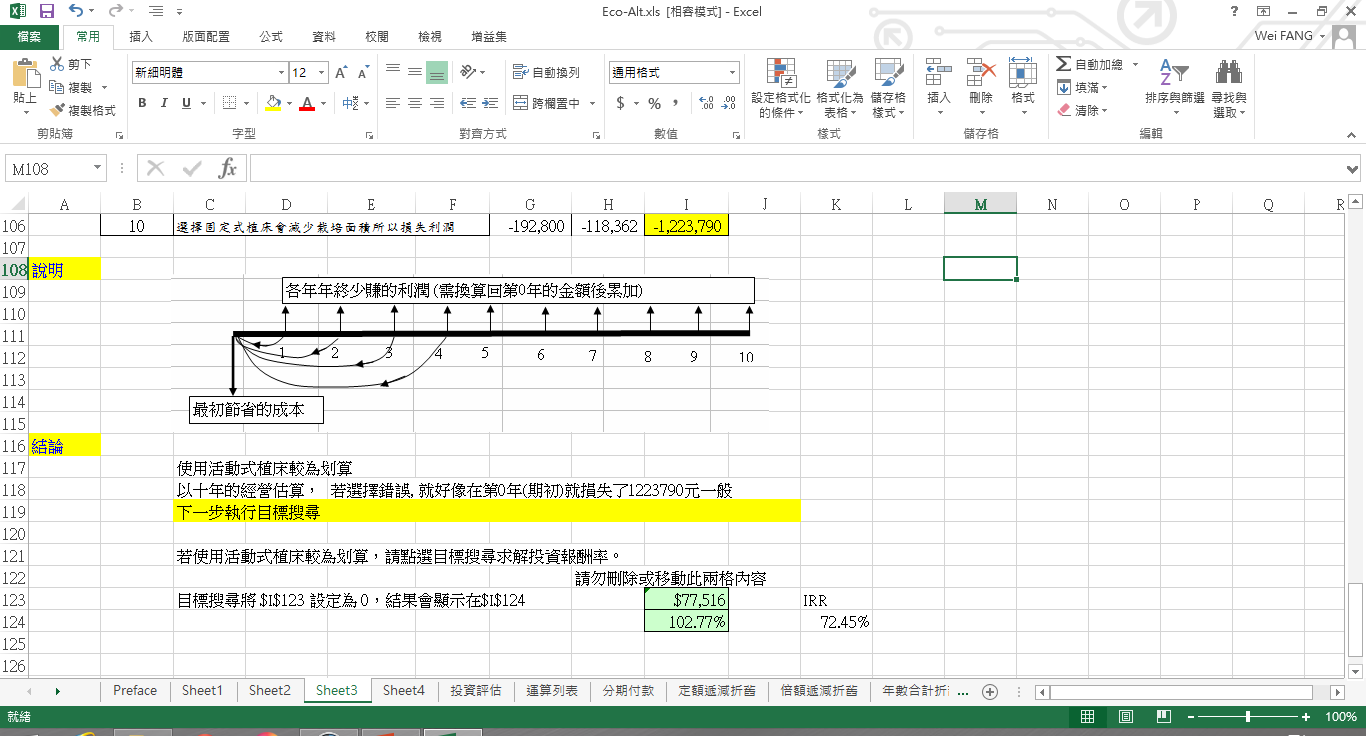 Eco-Alt.xls [相容模式] - Excel
檔案 常用 插入 版面配置 公式 資料 校閱 檢視 增益集 Wei FANG
貼上 剪下 複製 複製格式 剪貼簿
新細明體 12 B I U 中ž 字型
自動換列 跨欄置中 對齊方式
通用格式 $ % , 數值
設定格式化的條件 格式化為表格 儲存格樣式 樣式
插入 刪除 格式 儲存格
自動加總 填滿 清除 排序與篩選 尋找與選取 編輯
M108 fx
A B C D E F G H I J K L M N O P Q R
106 10 選擇固定式植床會減少栽培面積所以損失利潤 -192,800 -118,362 -1,223,790
107
108 說明
109 各年年終少賺的利潤(需換算回第0年的金額後累加)
110
111
112 1 2 3 4 5 6 7 8 9 10
113
114 最初節省的成本
115
116 結論
117 使用活動式植床較為划算
118 以十年的經營估算， 若選擇錯誤, 就好像在第0年(期初)就損失了1223790元一般
119 下一步執行目標搜尋
120
121 若使用活動式植床較為划算，請點選目標搜尋求解投資報酬率。
122 請勿刪除或移動此兩格內容
123 目標搜尋將 $I$123 設定為 0，結果會顯示在$I$124 $77,516 IRR
124 102.77% 72.45%
125
126
Preface Sheet1 Sheet2 Sheet3 Sheet4 投資評估 運算列表 分期付款 定額遞減折舊 倍額遞減折舊 年數合計折 ...
就緒 100%